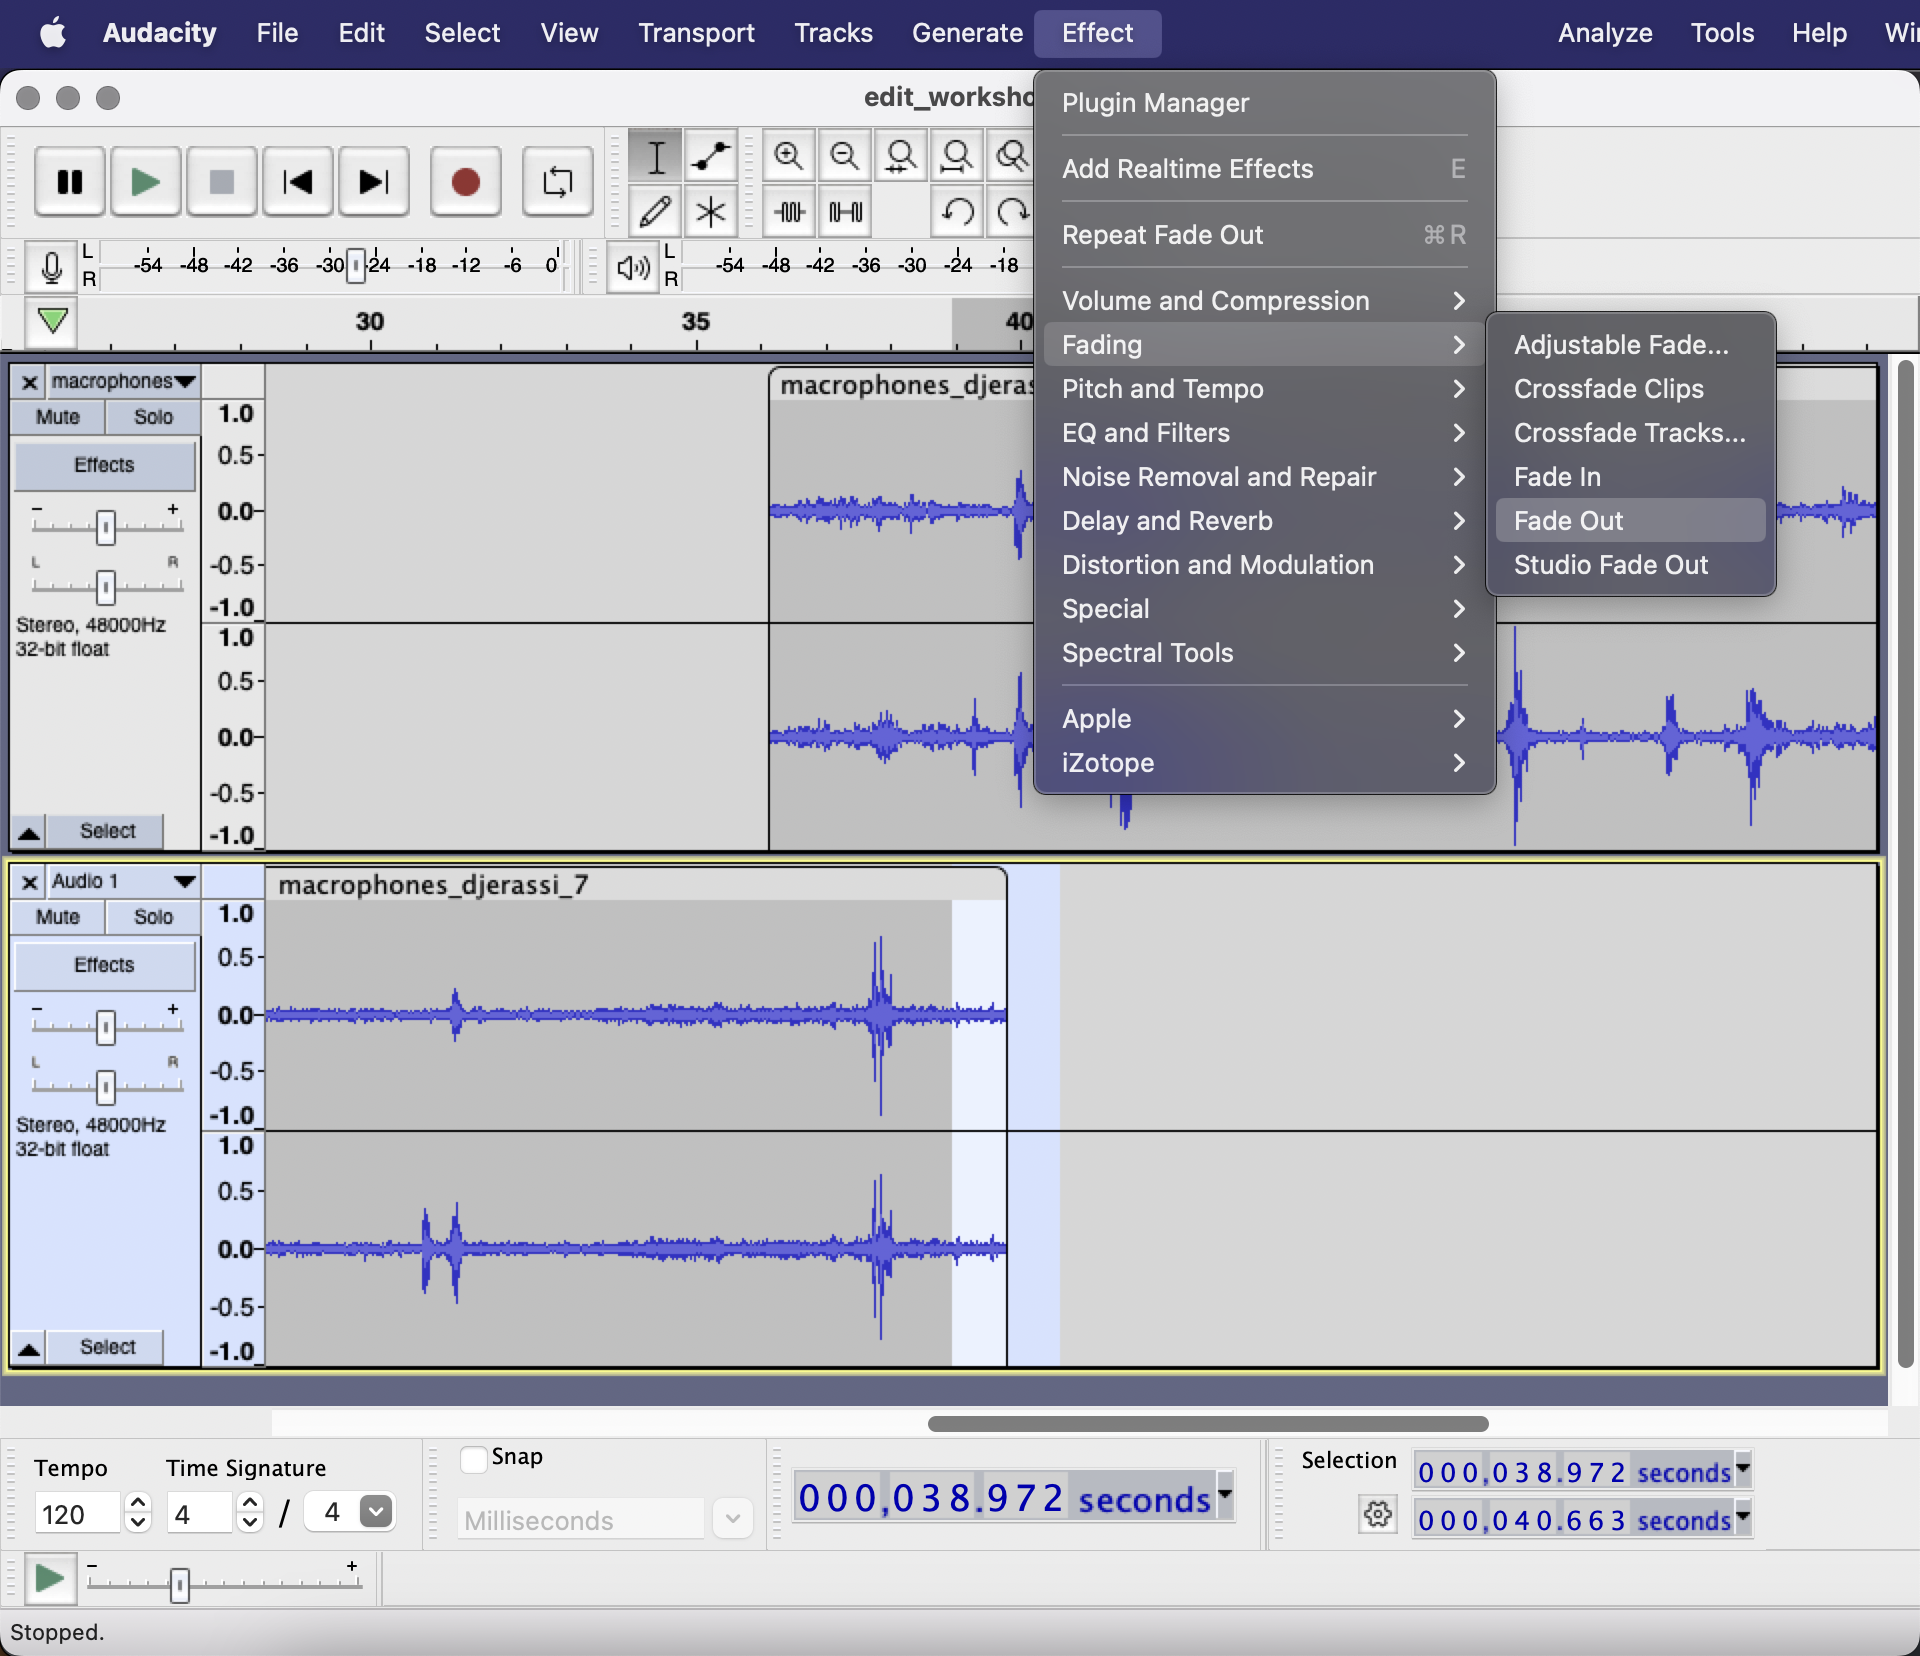 Audacity File Edit Select View Transport Tracks Generate Effect Analyze Tools Help Wi
edit_worksho
L
R
-54 -48 -42 -36 -30 -24 -18 -12 -6 0
L
R
-54 -48 -42 -36 -30 -24 -18
30 35 40
Plugin Manager
Add Realtime Effects E
Repeat Fade Out ⌘R
Volume and Compression
Fading
Pitch and Tempo
EQ and Filters
Noise Removal and Repair
Delay and Reverb
Distortion and Modulation
Special
Spectral Tools
Apple
iZotope
Adjustable Fade...
Crossfade Clips
Crossfade Tracks...
Fade In
Fade Out
Studio Fade Out
macrophones
Mute Solo
Effects
- +
L R
Stereo, 48000Hz
32-bit float
Select
1.0
0.5
0.0
-0.5
-1.0
1.0
0.5
0.0
-0.5
-1.0
macrophones_djeras
Audio 1
Mute Solo
Effects
- +
L R
Stereo, 48000Hz
32-bit float
Select
1.0
0.5
0.0
-0.5
-1.0
1.0
0.5
0.0
-0.5
-1.0
macrophones_djerassi_7
Tempo
120
Time Signature
4 / 4
Snap
Milliseconds
000,038.972 seconds
Selection
000,038.972 seconds
000,040.663 seconds
- +
Stopped.